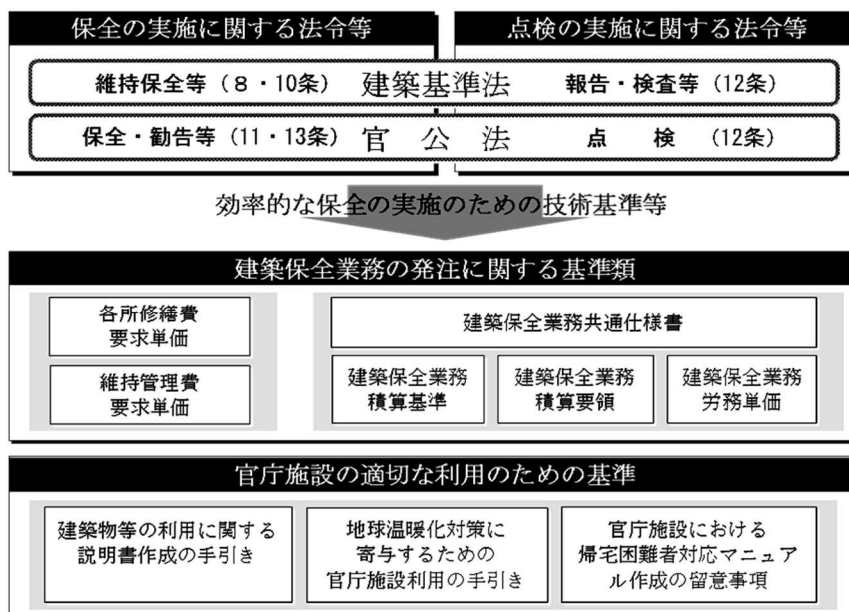 保全の実施に関する法令等
点検の実施に関する法令等
維持保全等(8・10条) 建築基準法 報告・検査等(12条)
保全・勧告等(11・13条) 官 公 法 点 検 (12条)
効率的な保全の実施のための技術基準等
建築保全業務の発注に関する基準類
各所修繕費
要求単価
維持管理費
要求単価
建築保全業務共通仕様書
建築保全業務
積算基準
建築保全業務
積算要領
建築保全業務
労務単価
官庁施設の適切な利用のための基準
建築物等の利用に関する
説明書作成の手引き
地球温暖化対策に
寄与するための
官庁施設利用の手引き
官庁施設における
帰宅困難者対応マニュア
ル作成の留意事項